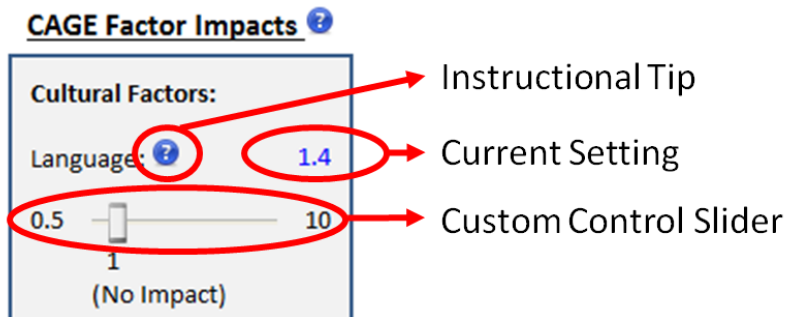 CAGE Factor Impacts ?
Instructional Tip
Cultural Factors:
Language: ? 1.4
Current Setting
0.5 10
Custom Control Slider
1
(No Impact)